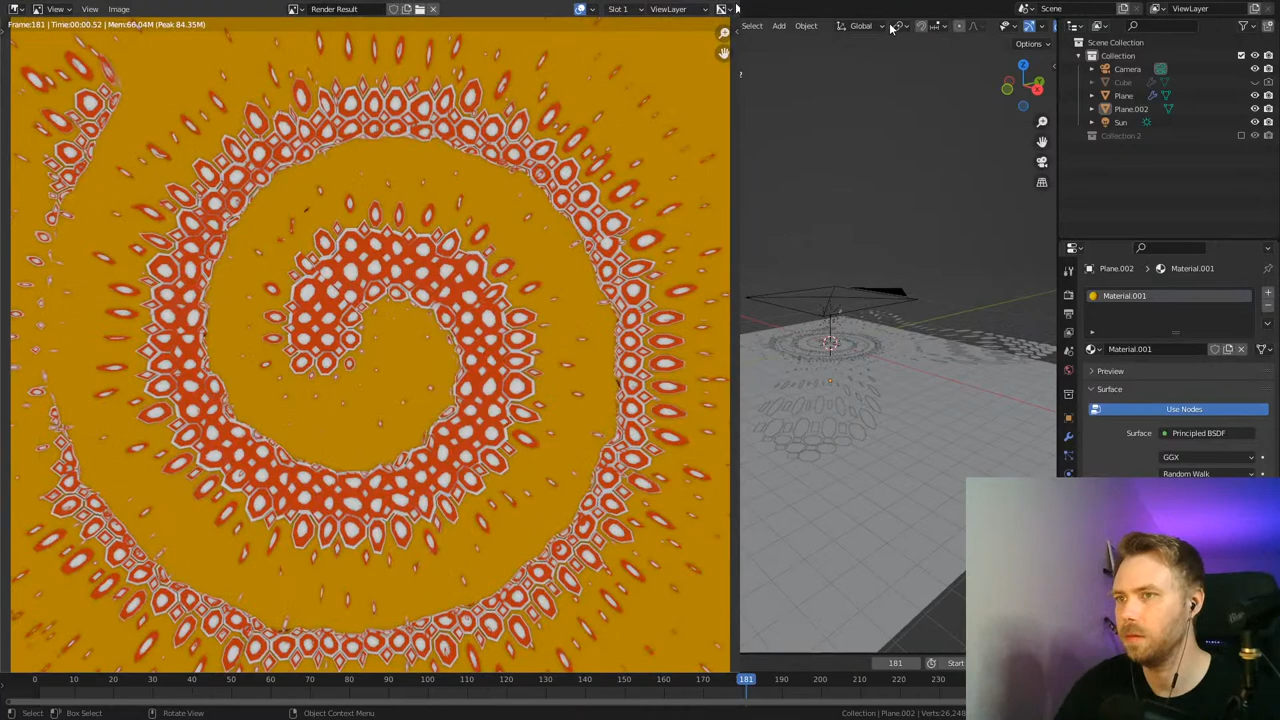 View View Image Render Result Slot 1 ViewLayer
Frame:181 | Time:00:00.52 | Mem:66.04M (Peak 84.35M)
Select Add Object Global
Options
Z
Y
X
Scene ViewLayer
Scene Collection
Collection
Camera
Cube
Plane
Plane.002
Sun
Collection 2
Plane.002 Material.001
Material.001
Material.001
Preview
Surface
Use Nodes
Surface Principled BSDF
GGX
Random Walk
181 Start
0 10 20 30 40 50 60 70 80 90 100 110 120 130 140 150 160 170 181 190 200 210 220 230
Select Box Select Rotate View Object Context Menu Collection | Plane.002 | Verts:26,248